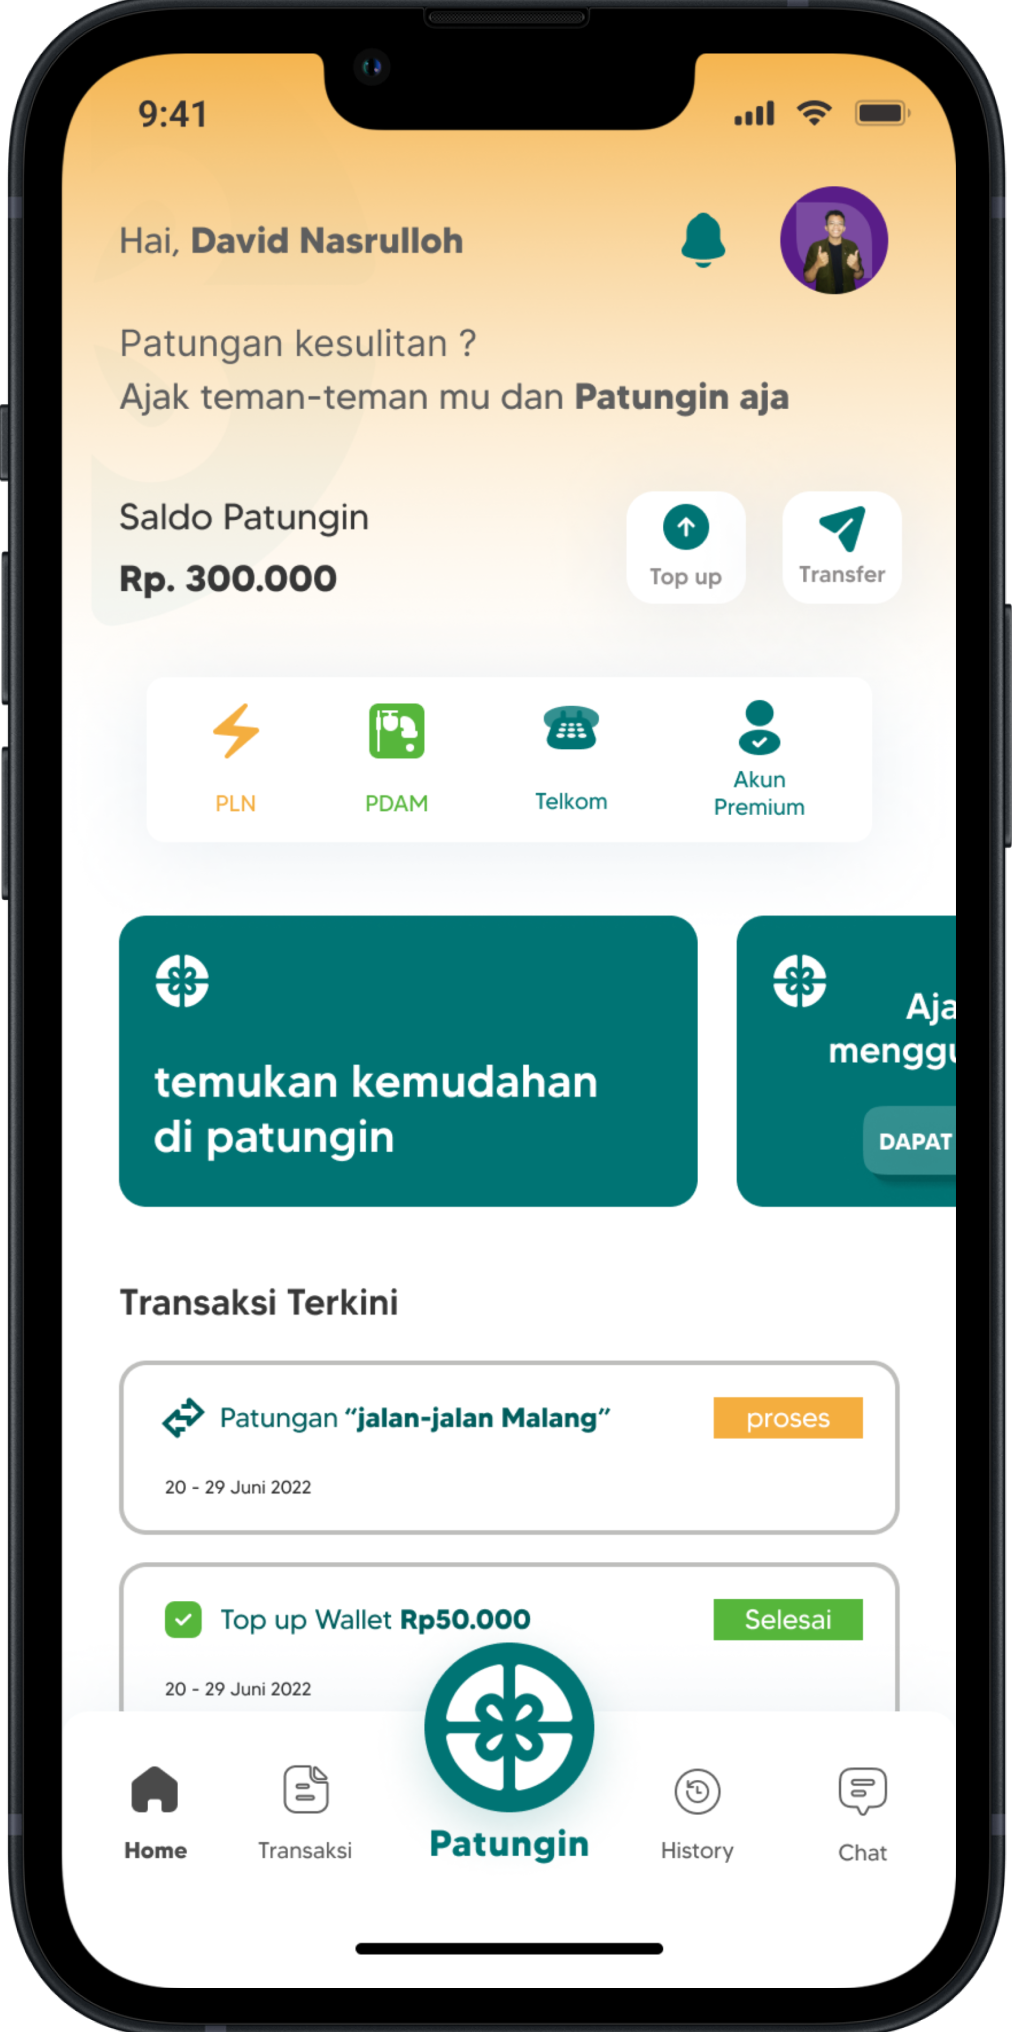 9:41
Hai, David Nasrulloh
Patungan kesulitan ?
Ajak teman-teman mu dan Patungin aja
Saldo Patungin
Rp. 300.000
Top up
Transfer
PLN
PDAM
Telkom
Akun
Premium
temukan kemudahan
di patungin
Aja
menggu
DAPAT
Transaksi Terkini
Patungan “jalan-jalan Malang”
proses
20 - 29 Juni 2022
Top up Wallet Rp50.000
Selesai
20 - 29 Juni 2022
Home
Transaksi
Patungin
History
Chat